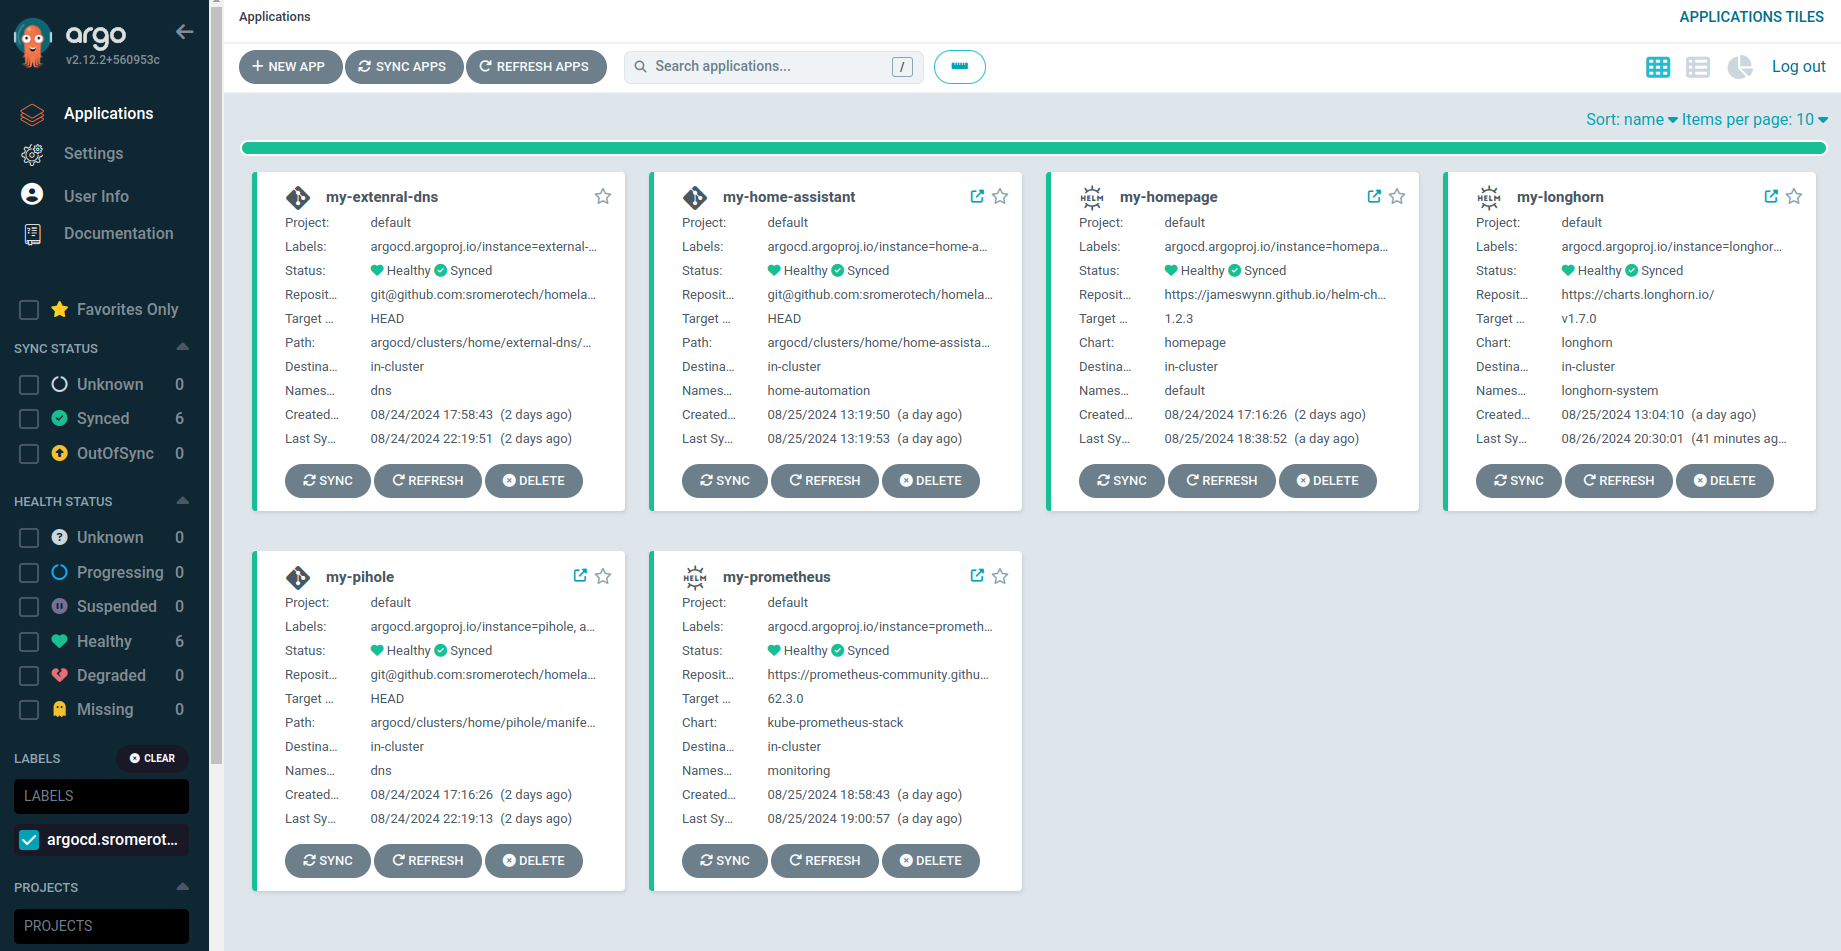 argo
v2.12.2+560953c
Applications
Settings
User Info
Documentation
Favorites Only
SYNC STATUS
Unknown 0
Synced 6
OutOfSync 0
HEALTH STATUS
Unknown 0
Progressing 0
Suspended 0
Healthy 6
Degraded 0
Missing 0
LABELS CLEAR
LABELS
argocd.sromerot...
PROJECTS
PROJECTS
Applications APPLICATIONS TILES
+ NEW APP SYNC APPS REFRESH APPS Search applications... / Log out
Sort: name Items per page: 10
my-extenral-dns
Project: default
Labels: argocd.argoproj.io/instance=external-...
Status: Healthy Synced
Reposit... git@github.com:sromerotech/homela...
Target ... HEAD
Path: argocd/clusters/home/external-dns/...
Destina... in-cluster
Names... dns
Created... 08/24/2024 17:58:43 (2 days ago)
Last Sy... 08/24/2024 22:19:51 (2 days ago)
SYNC REFRESH DELETE
my-home-assistant
Project: default
Labels: argocd.argoproj.io/instance=home-a...
Status: Healthy Synced
Reposit... git@github.com:sromerotech/homela...
Target ... HEAD
Path: argocd/clusters/home/home-assista...
Destina... in-cluster
Names... home-automation
Created... 08/25/2024 13:19:50 (a day ago)
Last Sy... 08/25/2024 13:19:53 (a day ago)
SYNC REFRESH DELETE
HELM my-homepage
Project: default
Labels: argocd.argoproj.io/instance=homepa...
Status: Healthy Synced
Reposit... https://jameswynn.github.io/helm-ch...
Target ... 1.2.3
Chart: homepage
Destina... in-cluster
Names... default
Created... 08/24/2024 17:16:26 (2 days ago)
Last Sy... 08/25/2024 18:38:52 (a day ago)
SYNC REFRESH DELETE
HELM my-longhorn
Project: default
Labels: argocd.argoproj.io/instance=longhor...
Status: Healthy Synced
Reposit... https://charts.longhorn.io/
Target ... v1.7.0
Chart: longhorn
Destina... in-cluster
Names... longhorn-system
Created... 08/25/2024 13:04:10 (a day ago)
Last Sy... 08/26/2024 20:30:01 (41 minutes ag...
SYNC REFRESH DELETE
my-pihole
Project: default
Labels: argocd.argoproj.io/instance=pihole, a...
Status: Healthy Synced
Reposit... git@github.com:sromerotech/homela...
Target ... HEAD
Path: argocd/clusters/home/pihole/manife...
Destina... in-cluster
Names... dns
Created... 08/24/2024 17:16:26 (2 days ago)
Last Sy... 08/24/2024 22:19:13 (2 days ago)
SYNC REFRESH DELETE
HELM my-prometheus
Project: default
Labels: argocd.argoproj.io/instance=prometh...
Status: Healthy Synced
Reposit... https://prometheus-community.githu...
Target ... 62.3.0
Chart: kube-prometheus-stack
Destina... in-cluster
Names... monitoring
Created... 08/25/2024 18:58:43 (a day ago)
Last Sy... 08/25/2024 19:00:57 (a day ago)
SYNC REFRESH DELETE